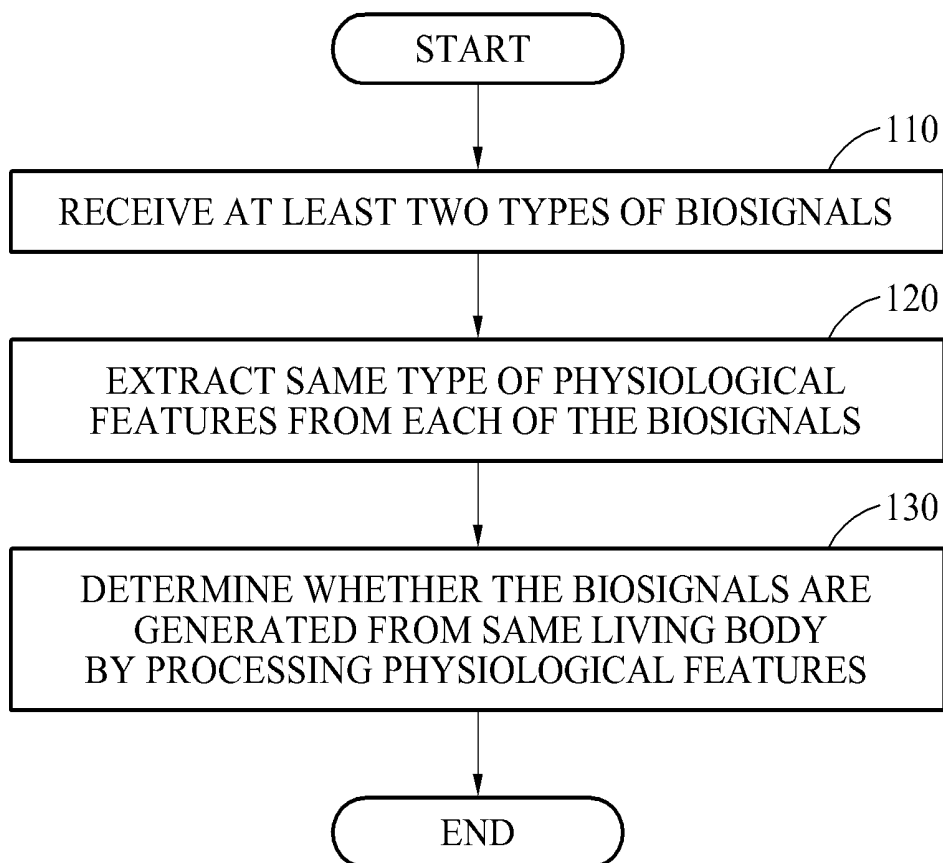 START
110
RECEIVE AT LEAST TWO TYPES OF BIOSIGNALS
120
EXTRACT SAME TYPE OF PHYSIOLOGICAL
FEATURES FROM EACH OF THE BIOSIGNALS
130
DETERMINE WHETHER THE BIOSIGNALS ARE
GENERATED FROM SAME LIVING BODY
BY PROCESSING PHYSIOLOGICAL FEATURES
END